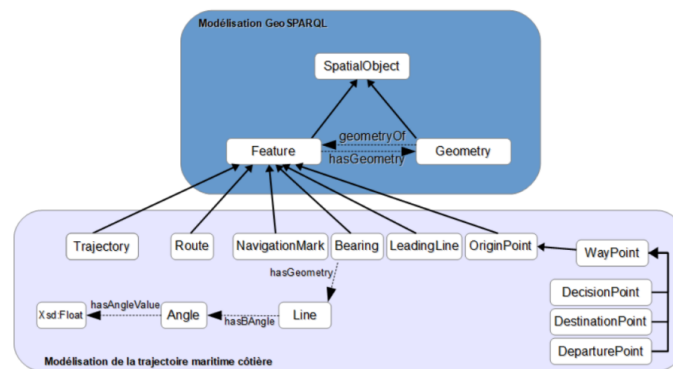 Modélisation GeoSPARQL
SpatialObject
geometryOf
Feature
Geometry
hasGeometry
Trajectory
Route
NavigationMark
Bearing
LeadingLine
OriginPoint
WayPoint
hasGeometry
DecisionPoint
hasAngleValue
Xsd:Float
Angle
hasBAngle
Line
DestinationPoint
DeparturePoint
Modélisation de la trajectoire maritime côtière